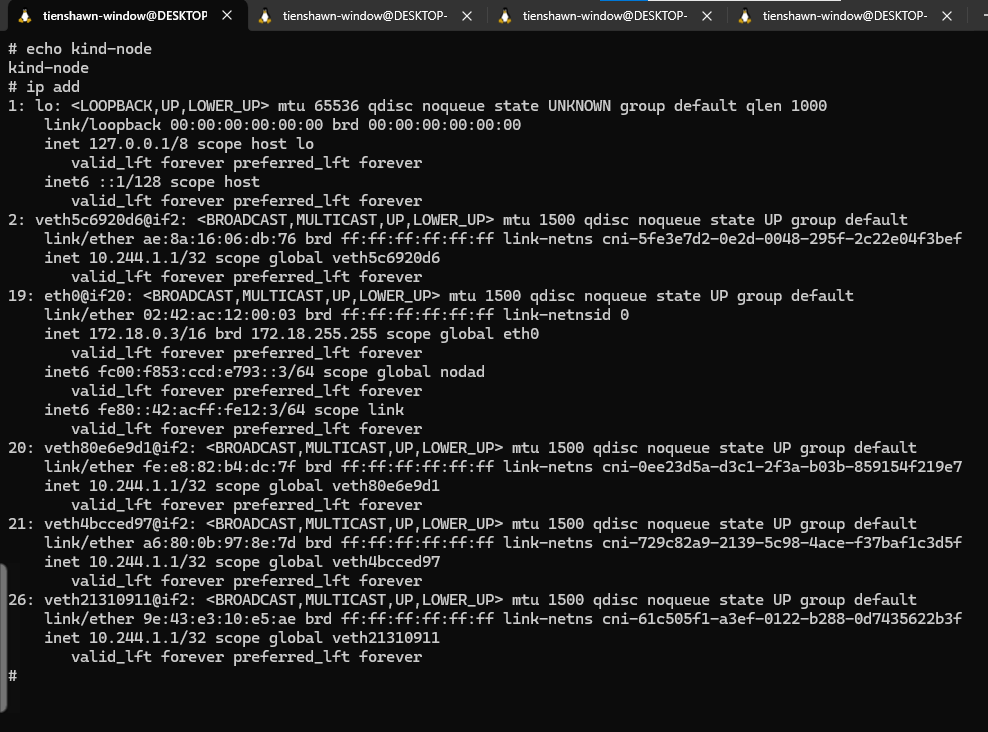 tienshawn-window@DESKTOP
tienshawn-window@DESKTOP-
tienshawn-window@DESKTOP-
tienshawn-window@DESKTOP-
# echo kind-node
kind-node
# ip add
1: lo: <LOOPBACK,UP,LOWER_UP> mtu 65536 qdisc noqueue state UNKNOWN group default qlen 1000
    link/loopback 00:00:00:00:00:00 brd 00:00:00:00:00:00
    inet 127.0.0.1/8 scope host lo
       valid_lft forever preferred_lft forever
    inet6 ::1/128 scope host
       valid_lft forever preferred_lft forever
2: veth5c6920d6@if2: <BROADCAST,MULTICAST,UP,LOWER_UP> mtu 1500 qdisc noqueue state UP group default
    link/ether ae:8a:16:06:db:76 brd ff:ff:ff:ff:ff:ff link-netns cni-5fe3e7d2-0e2d-0048-295f-2c22e04f3bef
    inet 10.244.1.1/32 scope global veth5c6920d6
       valid_lft forever preferred_lft forever
19: eth0@if20: <BROADCAST,MULTICAST,UP,LOWER_UP> mtu 1500 qdisc noqueue state UP group default
    link/ether 02:42:ac:12:00:03 brd ff:ff:ff:ff:ff:ff link-netnsid 0
    inet 172.18.0.3/16 brd 172.18.255.255 scope global eth0
       valid_lft forever preferred_lft forever
    inet6 fc00:f853:ccd:e793::3/64 scope global nodad
       valid_lft forever preferred_lft forever
    inet6 fe80::42:acff:fe12:3/64 scope link
       valid_lft forever preferred_lft forever
20: veth80e6e9d1@if2: <BROADCAST,MULTICAST,UP,LOWER_UP> mtu 1500 qdisc noqueue state UP group default
    link/ether fe:e8:82:b4:dc:7f brd ff:ff:ff:ff:ff:ff link-netns cni-0ee23d5a-d3c1-2f3a-b03b-859154f219e7
    inet 10.244.1.1/32 scope global veth80e6e9d1
       valid_lft forever preferred_lft forever
21: veth4bcced97@if2: <BROADCAST,MULTICAST,UP,LOWER_UP> mtu 1500 qdisc noqueue state UP group default
    link/ether a6:80:0b:97:8e:7d brd ff:ff:ff:ff:ff:ff link-netns cni-729c82a9-2139-5c98-4ace-f37baf1c3d5f
    inet 10.244.1.1/32 scope global veth4bcced97
       valid_lft forever preferred_lft forever
26: veth21310911@if2: <BROADCAST,MULTICAST,UP,LOWER_UP> mtu 1500 qdisc noqueue state UP group default
    link/ether 9e:43:e3:10:e5:ae brd ff:ff:ff:ff:ff:ff link-netns cni-61c505f1-a3ef-0122-b288-0d7435622b3f
    inet 10.244.1.1/32 scope global veth21310911
       valid_lft forever preferred_lft forever
#